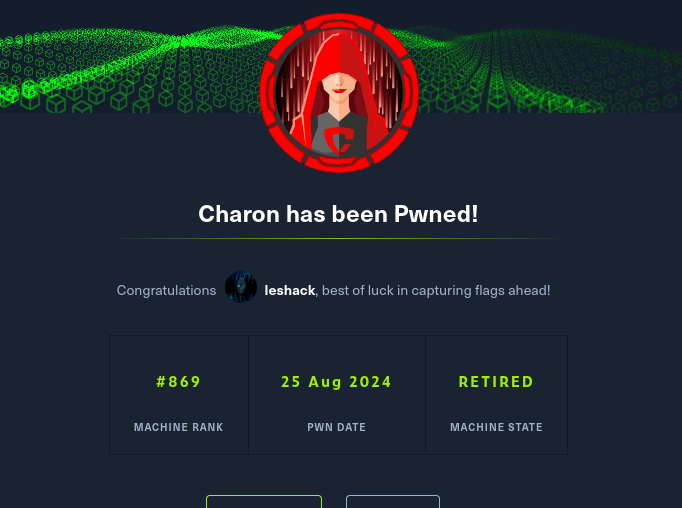 Charon has been Pwned!
Congratulations leshack, best of luck in capturing flags ahead!
#869
25 Aug 2024
RETIRED
MACHINE RANK
PWN DATE
MACHINE STATE